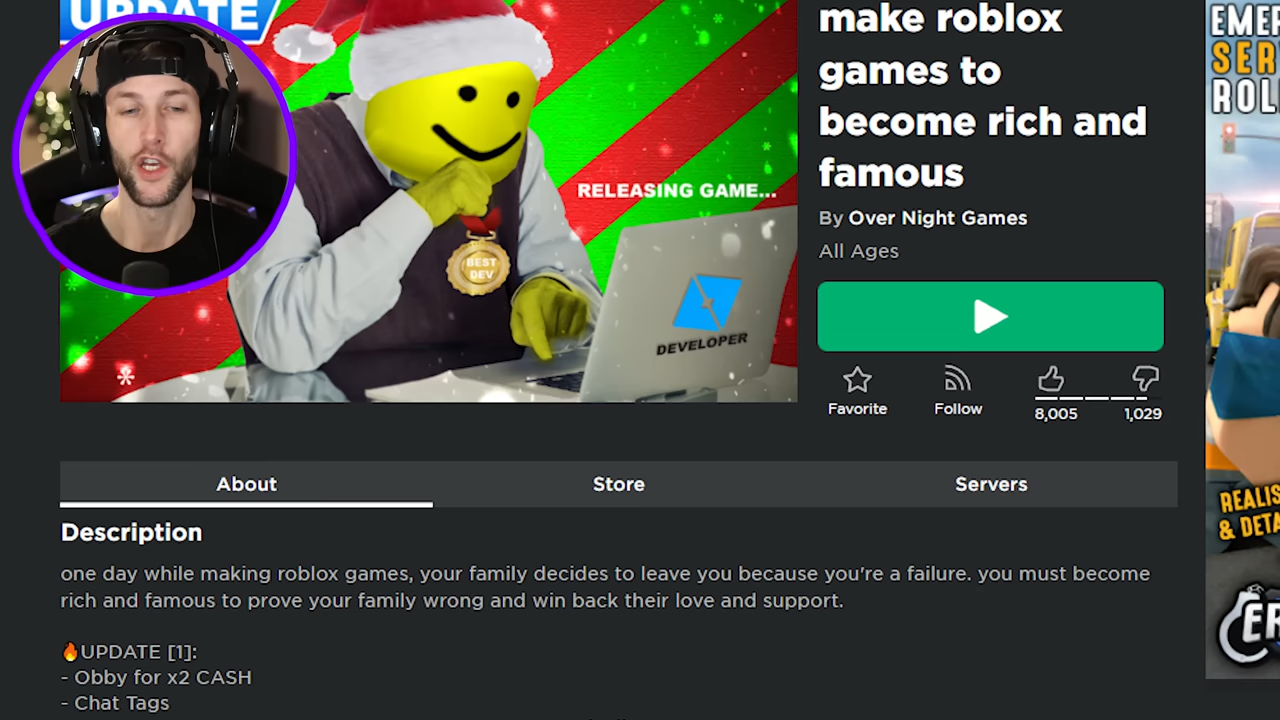 UPDATE
make roblox
games to
become rich and
famous
RELEASING GAME...
By Over Night Games
All Ages
BEST
DEV
DEVELOPER
Favorite
Follow
8,005
1,029
About
Store
Servers
Description
one day while making roblox games, your family decides to leave you because you're a failure. you must become
rich and famous to prove your family wrong and win back their love and support.
🔥UPDATE [1]:
- Obby for x2 CASH
- Chat Tags
EMER
SER
ROL
REALIS
& DETA
ER